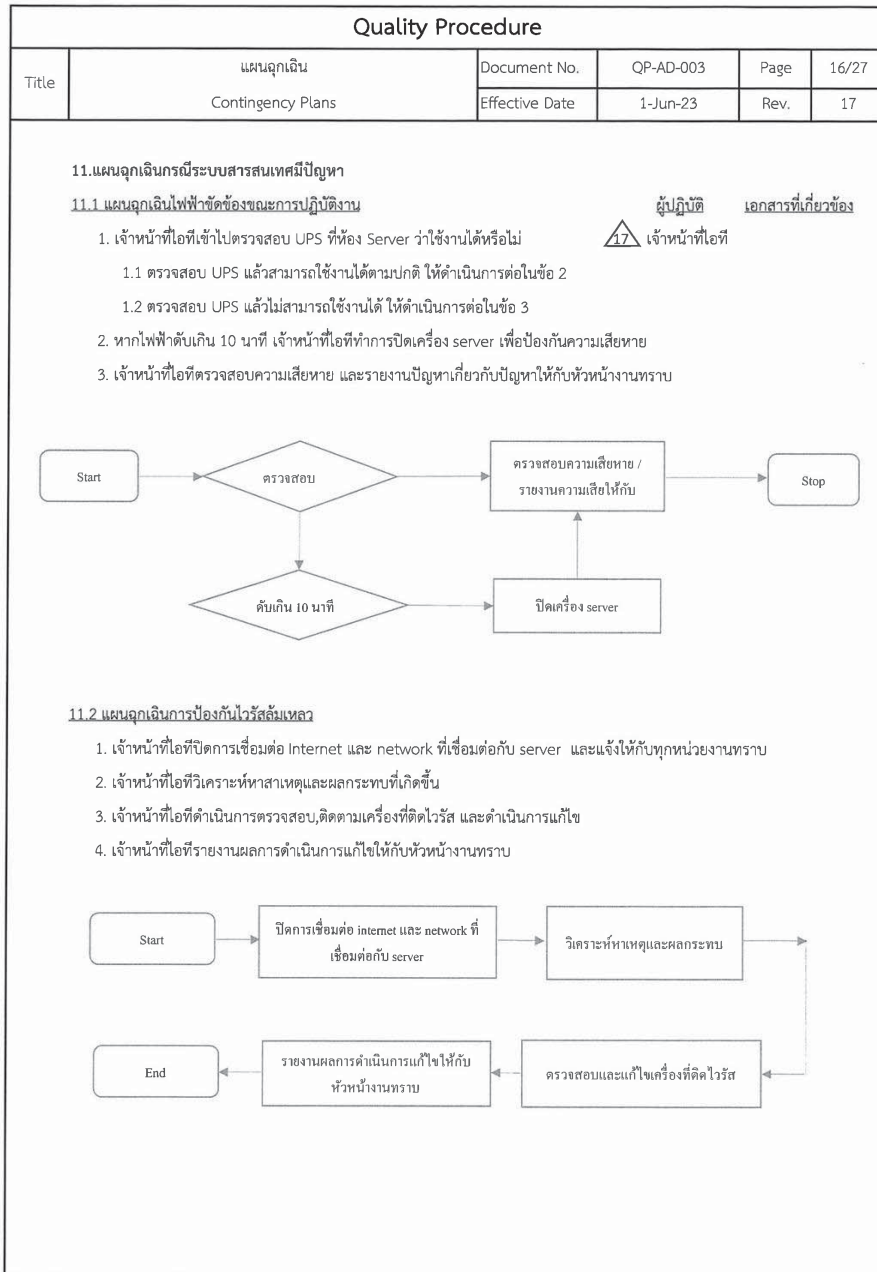 Quality Procedure
Title
แผนฉุกเฉิน
Contingency Plans
Document No.
QP-AD-003
Page
16/27
Effective Date
1-Jun-23
Rev.
17
11.แผนฉุกเฉินกรณีระบบสารสนเทศมีปัญหา
11.1 แผนฉุกเฉินไฟฟ้าขัดข้องขณะการปฏิบัติงาน ผู้ปฏิบัติ เอกสารที่เกี่ยวข้อง
1. เจ้าหน้าที่ไอทีเข้าไปตรวจสอบ UPS ที่ห้อง Server ว่าใช้งานได้หรือไม่ 17 เจ้าหน้าที่ไอที
1.1 ตรวจสอบ UPS แล้วสามารถใช้งานได้ตามปกติ ให้ดำเนินการต่อในข้อ 2
1.2 ตรวจสอบ UPS แล้วไม่สามารถใช้งานได้ ให้ดำเนินการต่อในข้อ 3
2. หากไฟฟ้าดับเกิน 10 นาที เจ้าหน้าที่ไอทีทำการปิดเครื่อง server เพื่อป้องกันความเสียหาย
3. เจ้าหน้าที่ไอทีตรวจสอบความเสียหาย และรายงานปัญหาเกี่ยวกับปัญหาให้กับหัวหน้างานทราบ
Start
ตรวจสอบ
ตรวจสอบความเสียหาย /
รายงานความเสียให้กับ
Stop
ดับเกิน 10 นาที
ปิดเครื่อง server
11.2 แผนฉุกเฉินการป้องกันไวรัสล้มเหลว
1. เจ้าหน้าที่ไอทีปิดการเชื่อมต่อ Internet และ network ที่เชื่อมต่อกับ server และแจ้งให้กับทุกหน่วยงานทราบ
2. เจ้าหน้าที่ไอทีวิเคราะห์หาสาเหตุและผลกระทบที่เกิดขึ้น
3. เจ้าหน้าที่ไอทีดำเนินการตรวจสอบ,ติดตามเครื่องที่ติดไวรัส และดำเนินการแก้ไข
4. เจ้าหน้าที่ไอทีรายงานผลการดำเนินการแก้ไขให้กับหัวหน้างานทราบ
Start
ปิดการเชื่อมต่อ internet และ network ที่
เชื่อมต่อกับ server
วิเคราะห์หาเหตุและผลกระทบ
End
รายงานผลการดำเนินการแก้ไขให้กับ
หัวหน้างานทราบ
ตรวจสอบและแก้ไขเครื่องที่ติดไวรัส